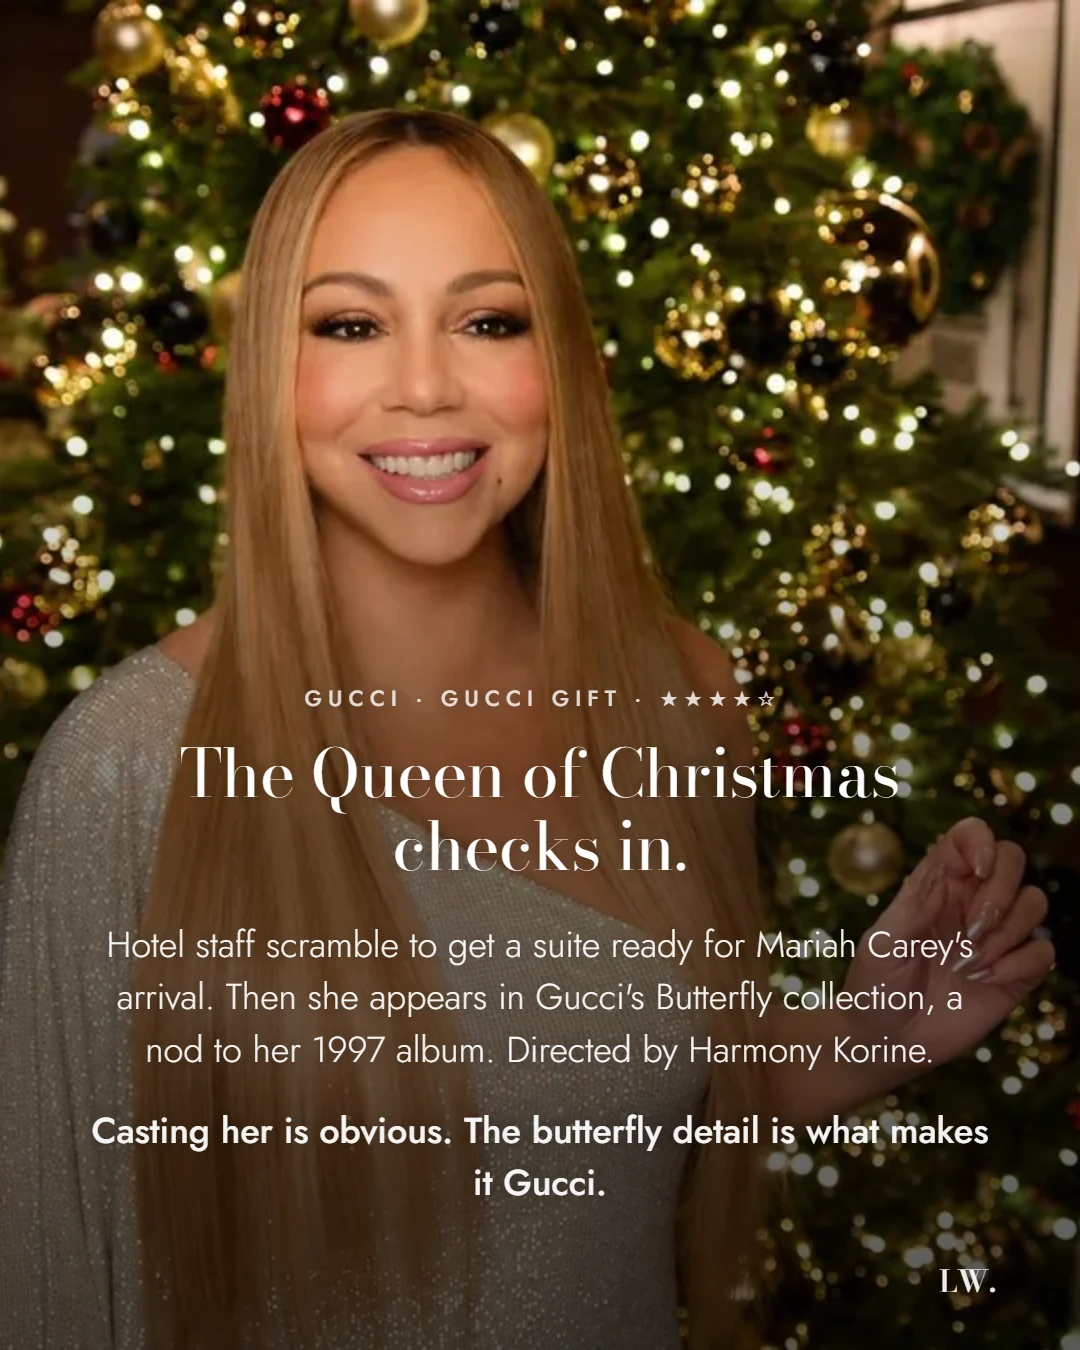 GUCCI · GUCCI GIFT · ★★★★☆
The Queen of Christmas
checks in.
Hotel staff scramble to get a suite ready for Mariah Carey's
arrival. Then she appears in Gucci's Butterfly collection, a
nod to her 1997 album. Directed by Harmony Korine.
Casting her is obvious. The butterfly detail is what makes
it Gucci.
LW.